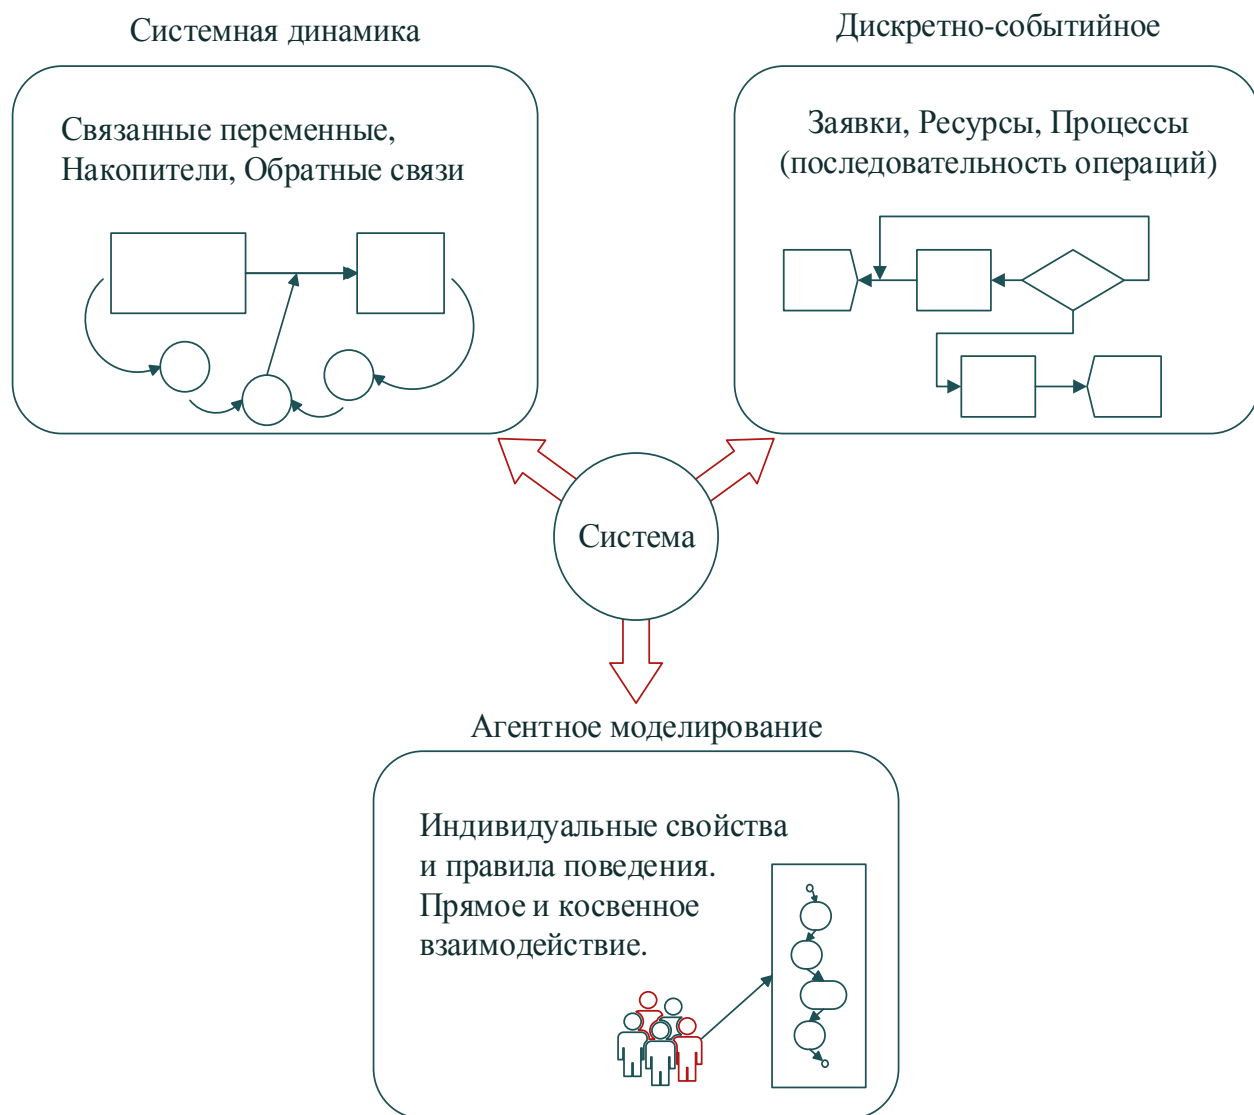 Системная динамика
Связанные переменные,
Накопители, Обратные связи
Дискретно-событийное
Заявки, Ресурсы, Процессы
(последовательность операций)
Система
Агентное моделирование
Индивидуальные свойства
и правила поведения.
Прямое и косвенное
взаимодействие.